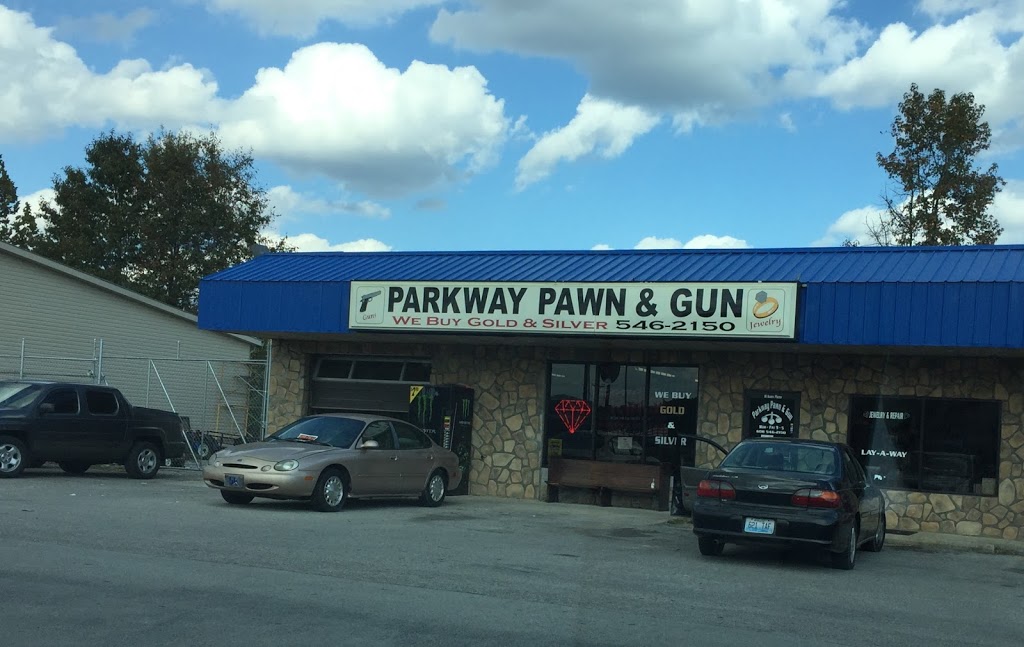 PARKWAY PAWN & GUN
Guns
WE BUY GOLD & SILVER 546-2150
Jewelry
WE BUY
GOLD
&
SILVER
Parkway Pawn & Gun
JEWELRY & REPAIR
LAY-A-WAY